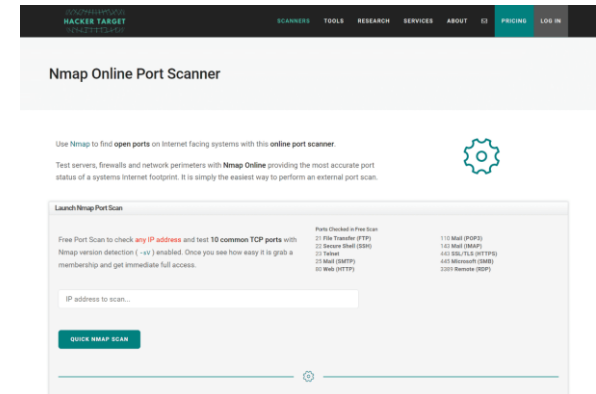 HACKER TARGET
SCANNERS TOOLS RESEARCH SERVICES ABOUT PRICING LOG IN
Nmap Online Port Scanner
Use Nmap to find open ports on Internet facing systems with this online port scanner.
Test servers, firewalls and network perimeters with Nmap Online providing the most accurate port
status of a systems Internet footprint. It is simply the easiest way to perform an external port scan.
Launch Nmap Port Scan
Free Port Scan to check any IP address and test 10 common TCP ports with
Nmap version detection ( -sV ) enabled. Once you see how easy it is grab a
membership and get immediate full access.
Ports Checked in Free Scan
21 File Transfer (FTP)
22 Secure Shell (SSH)
23 Telnet
25 Mail (SMTP)
80 Web (HTTP)
110 Mail (POP3)
143 Mail (IMAP)
443 SSL/TLS (HTTPS)
445 Microsoft (SMB)
3389 Remote (RDP)
IP address to scan...
QUICK NMAP SCAN